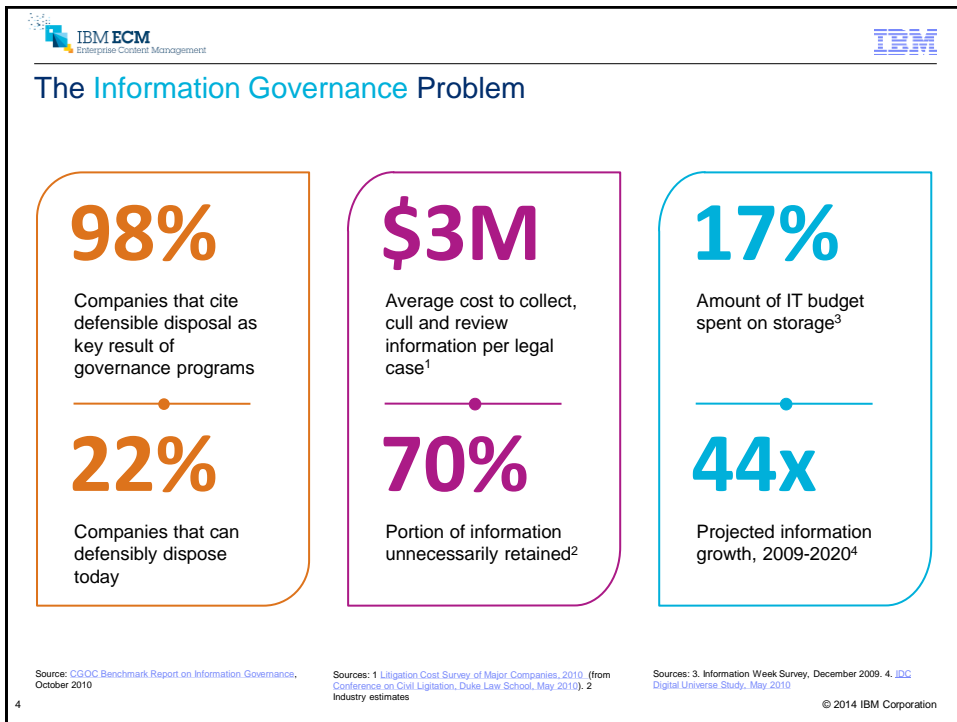 IBM ECM
Enterprise Content Management
IBM
The Information Governance Problem
98%
Companies that cite
defensible disposal as
key result of
governance programs
22%
Companies that can
defensibly dispose
today
$3M
Average cost to collect,
cull and review
information per legal
case1
70%
Portion of information
unnecessarily retained2
17%
Amount of IT budget
spent on storage3
44x
Projected information
growth, 2009-20204
Source: CGOC Benchmark Report on Information Governance,
October 2010
Sources: 1 Litigation Cost Survey of Major Companies, 2010 (from
Conference on Civil Ligitation, Duke Law School, May 2010). 2
Industry estimates
Sources: 3. Information Week Survey, December 2009. 4. IDC
Digital Universe Study, May 2010
4
© 2014 IBM Corporation